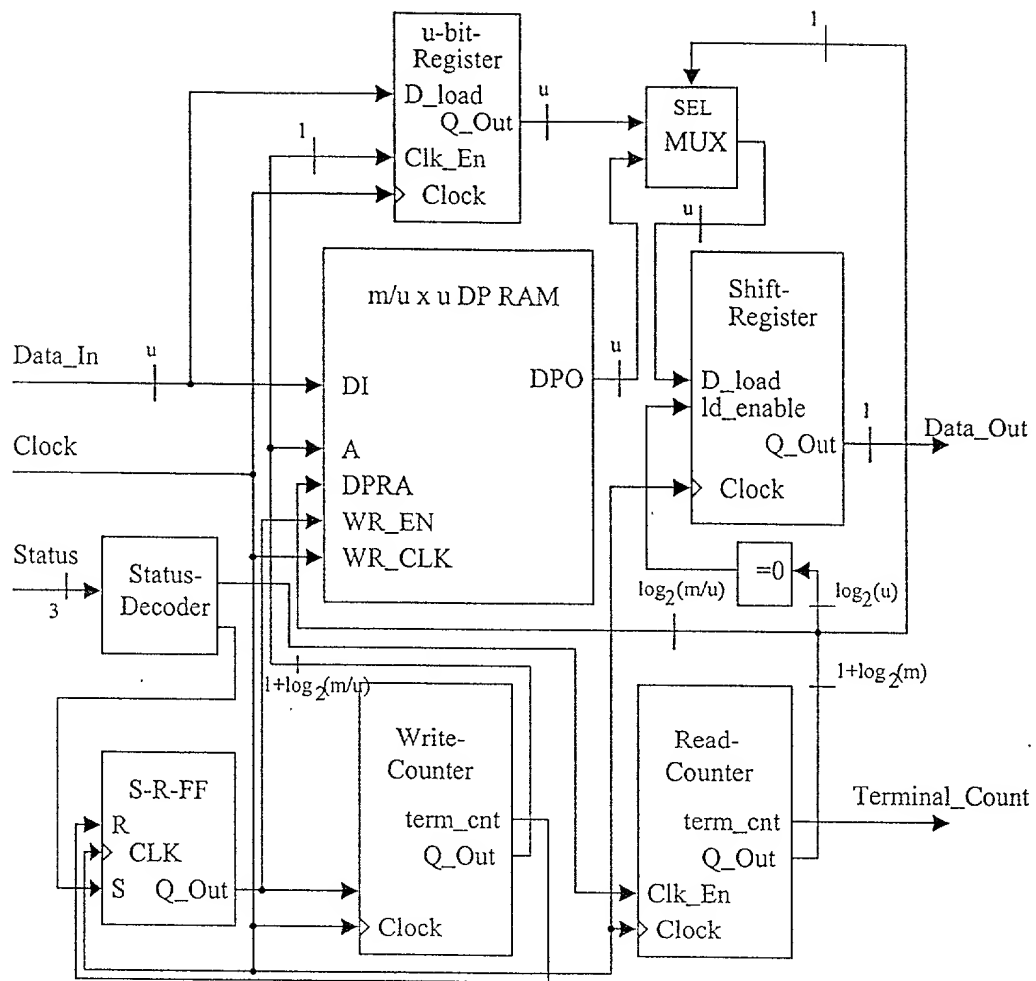 u-bit-
Register
D_load
Q_Out
Clk_En
Clock
1
u
1
SEL
MUX
u
m/u x u DP RAM
DI
DPO
A
DPRA
WR_EN
WR_CLK
u
Shift-
Register
D_load
ld_enable
Q_Out
Clock
1
Data_Out
Data_In
u
Clock
Status
3
Status-
Decoder
=0
log2(m/u)
log2(u)
1+log2(m/u)
1+log2(m)
S-R-FF
R
CLK
S
Q_Out
Write-
Counter
term_cnt
Q_Out
Clock
Read-
Counter
term_cnt
Q_Out
Clk_En
Clock
Terminal_Count